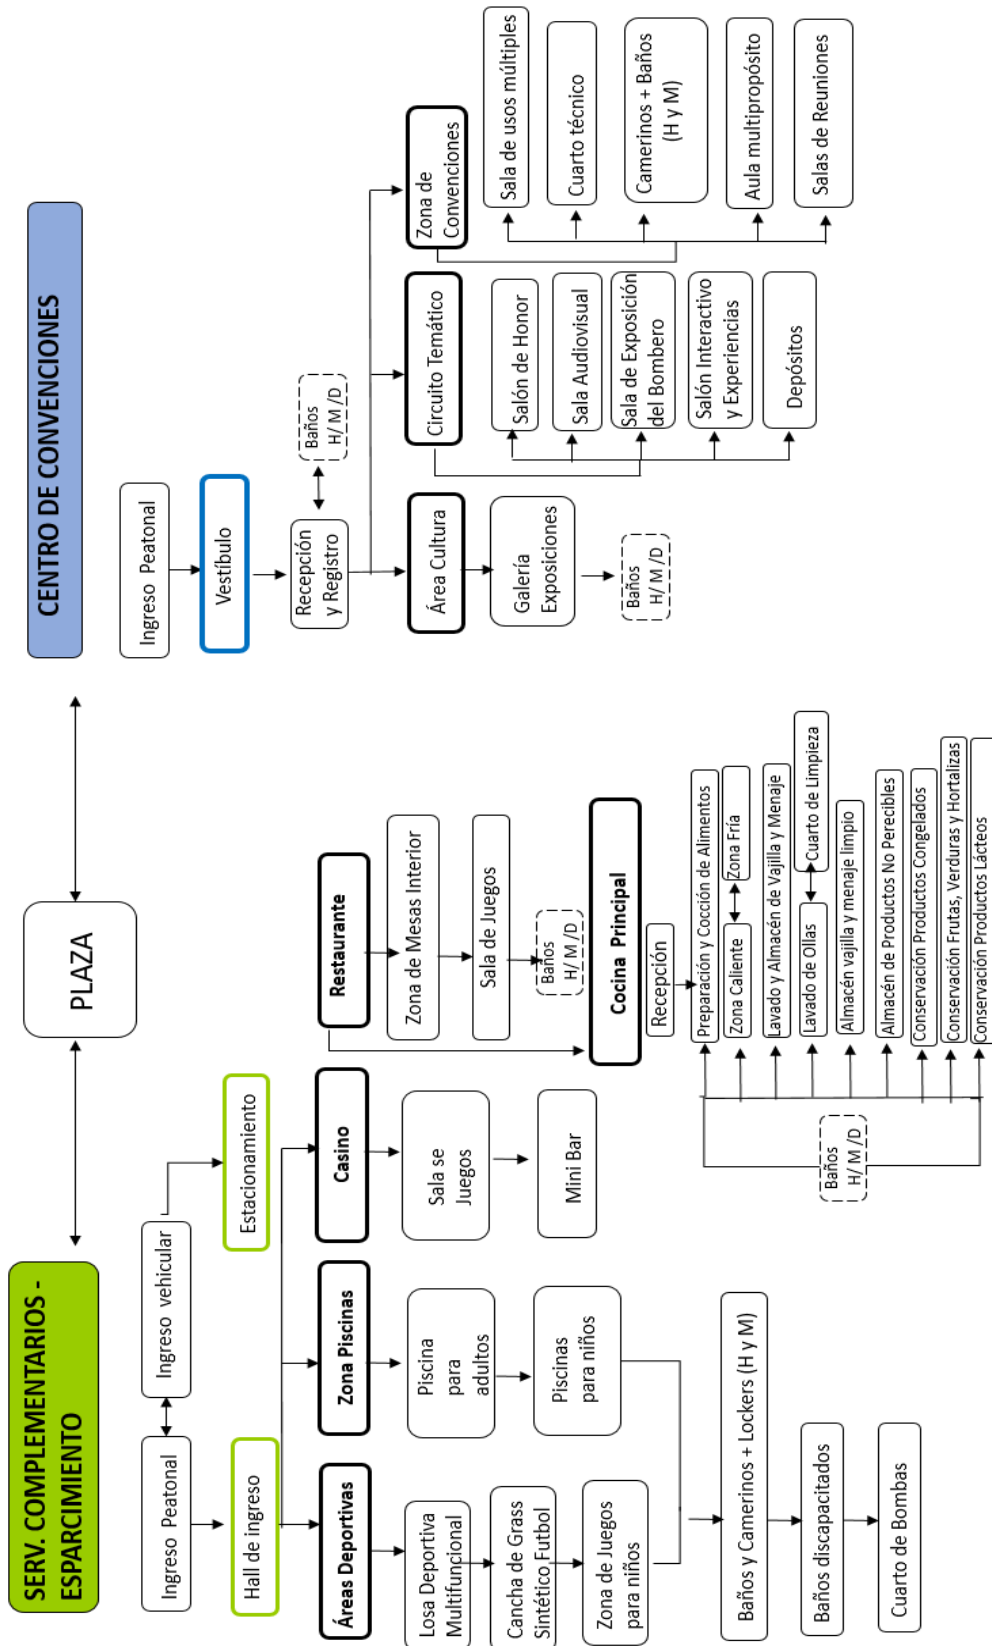 SERV. COMPLEMENTARIOS -
ESPARCIMIENTO
PLAZA
CENTRO DE CONVENCIONES
Ingreso Peatonal
Ingreso vehicular
Hall de ingreso
Estacionamiento
Áreas Deportivas
Zona Piscinas
Casino
Restaurante
Losa Deportiva
Multifuncional
Cancha de Grass
Sintético Futbol
Zona de Juegos
para niños
Piscina
para
adultos
Piscinas
para niños
Baños y Camerinos + Lockers (H y M)
Baños discapacitados
Cuarto de Bombas
Sala se
Juegos
Mini Bar
Zona de Mesas Interior
Sala de Juegos
Baños
H/ M /D
Cocina Principal
Recepción
Preparación y Cocción de Alimentos
Zona Caliente
Zona Fría
Lavado y Almacén de Vajilla y Menaje
Lavado de Ollas
Cuarto de Limpieza
Almacén vajilla y menaje limpio
Almacén de Productos No Perecibles
Conservación Productos Congelados
Conservación Frutas, Verduras y Hortalizas
Conservación Productos Lácteos
Baños
H/ M /D
Ingreso Peatonal
Vestíbulo
Recepción
y Registro
Baños
H/ M /D
Área Cultura
Circuito Temático
Zona de
Convenciones
Galería
Exposiciones
Baños
H/ M /D
Salón de Honor
Sala Audiovisual
Sala de Exposición
del Bombero
Salón Interactivo
y Experiencias
Depósitos
Sala de usos múltiples
Cuarto técnico
Camerinos + Baños
(H y M)
Aula multipropósito
Salas de Reuniones